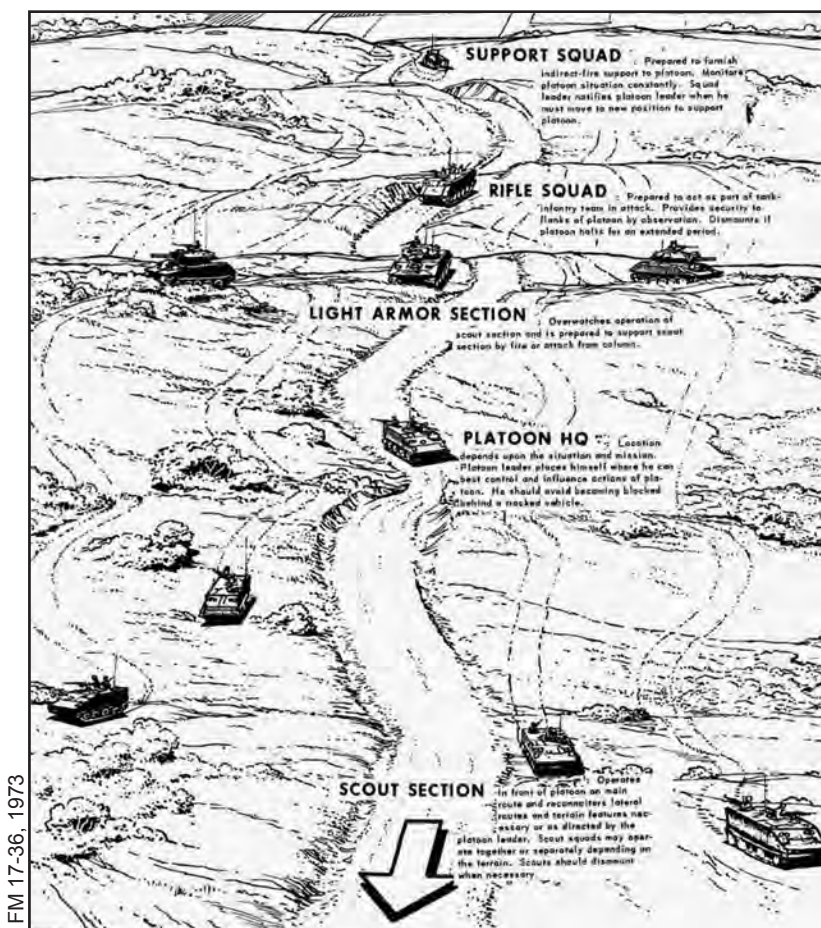 SUPPORT SQUAD : Prepared to furnish
indirect-fire support to platoon. Monitors
platoon situation constantly. Squad
leader notifies platoon leader when he
must move to new position to support
platoon.
RIFLE SQUAD : Prepared to act as part of tank-
infantry team in attack. Provides security to
flanks of platoon by observation. Dismounts if
platoon halts for an extended period.
LIGHT ARMOR SECTION : Overwatches operation of
scout section and is prepared to support scout
section by fire or attack from column.
PLATOON HQ : Location
depends upon the situation and mission.
Platoon leader places himself where he can
best control and influence actions of pla-
toon. He should avoid becoming blocked
behind a masked vehicle.
SCOUT SECTION : Operates
in front of platoon on main
route and reconnoiters lateral
routes and terrain features nec-
essary or as directed by the
platoon leader. Scout squads may oper-
ate together or separately depending on
the terrain. Scouts should dismount
when necessary.
FM 17-36, 1973